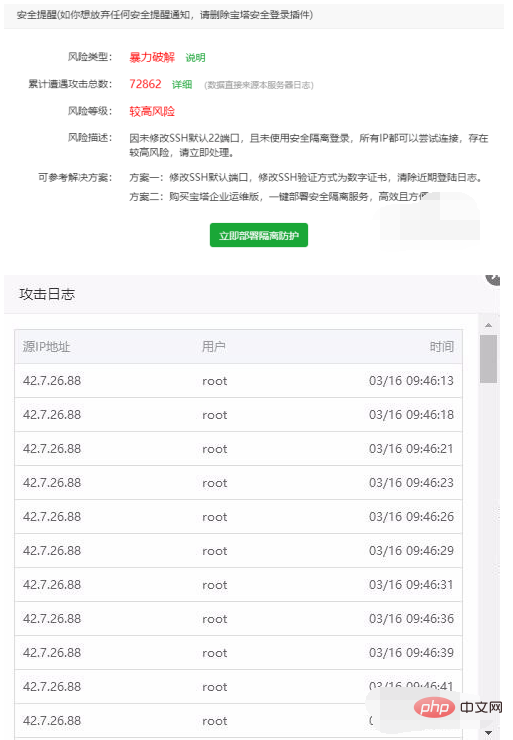 安全提醒(如你想放弃任何安全提醒通知，请删除宝塔安全登录插件)
风险类型： 暴力破解 说明
累计遭遇攻击总数： 72862 详细 (数据直接来源本服务器日志)
风险等级： 较高风险
风险描述： 因未修改SSH默认22端口，且未使用安全隔离登录，所有IP都可以尝试连接，存在
较高风险，请立即处理。
可参考解决方案： 方案一：修改SSH默认端口，修改SSH验证方式为数字证书，清除近期登陆日志。
方案二：购买宝塔企业运维版，一键部署安全隔离服务，高效且方便
立即部署隔离防护
攻击日志
源IP地址 用户 时间
42.7.26.88 root 03/16 09:46:13
42.7.26.88 root 03/16 09:46:18
42.7.26.88 root 03/16 09:46:21
42.7.26.88 root 03/16 09:46:23
42.7.26.88 root 03/16 09:46:26
42.7.26.88 root 03/16 09:46:29
42.7.26.88 root 03/16 09:46:31
42.7.26.88 root 03/16 09:46:36
42.7.26.88 root 03/16 09:46:39
42.7.26.88 root 03/16 09:46:41
42.7.26.88 root
php 中文网